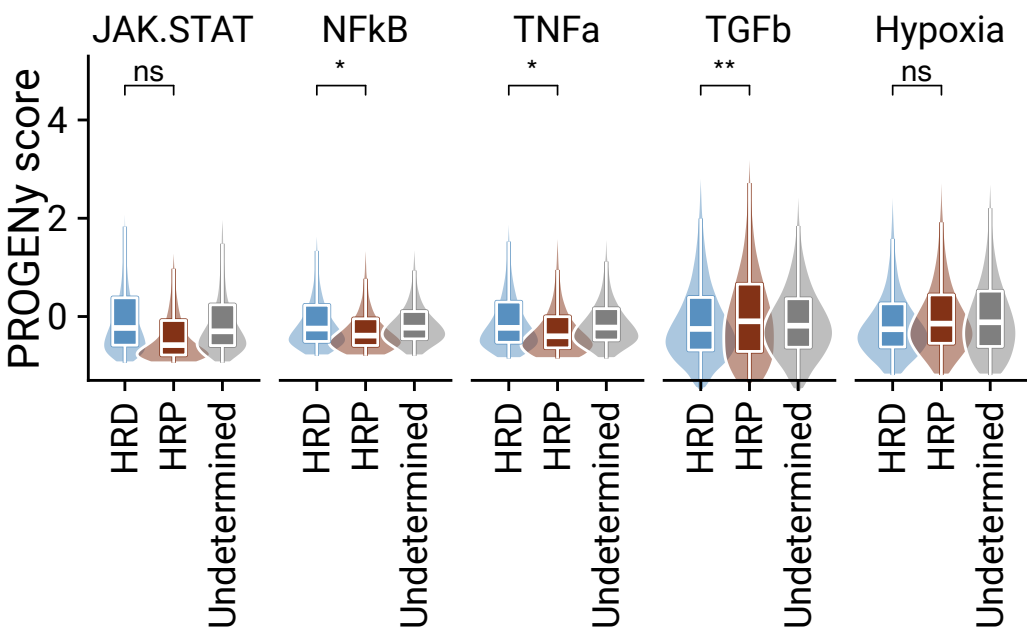 JAK.STAT NFkB TNFa TGFb Hypoxia
ns * * ** ns
PROGENy score
4
2
0
HRD HRP Undetermined HRD HRP Undetermined HRD HRP Undetermined HRD HRP Undetermined HRD HRP Undetermined